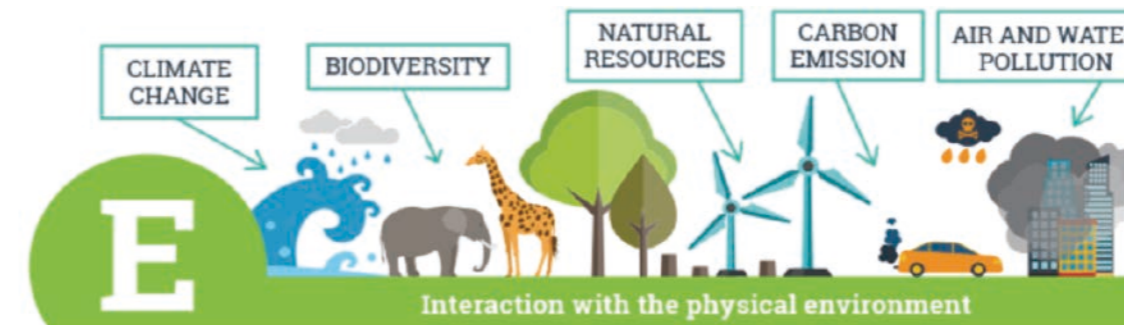 CLIMATE
CHANGE
BIODIVERSITY
NATURAL
RESOURCES
CARBON
EMISSION
AIR AND WATE
POLLUTION
E
Interaction with the physical environment